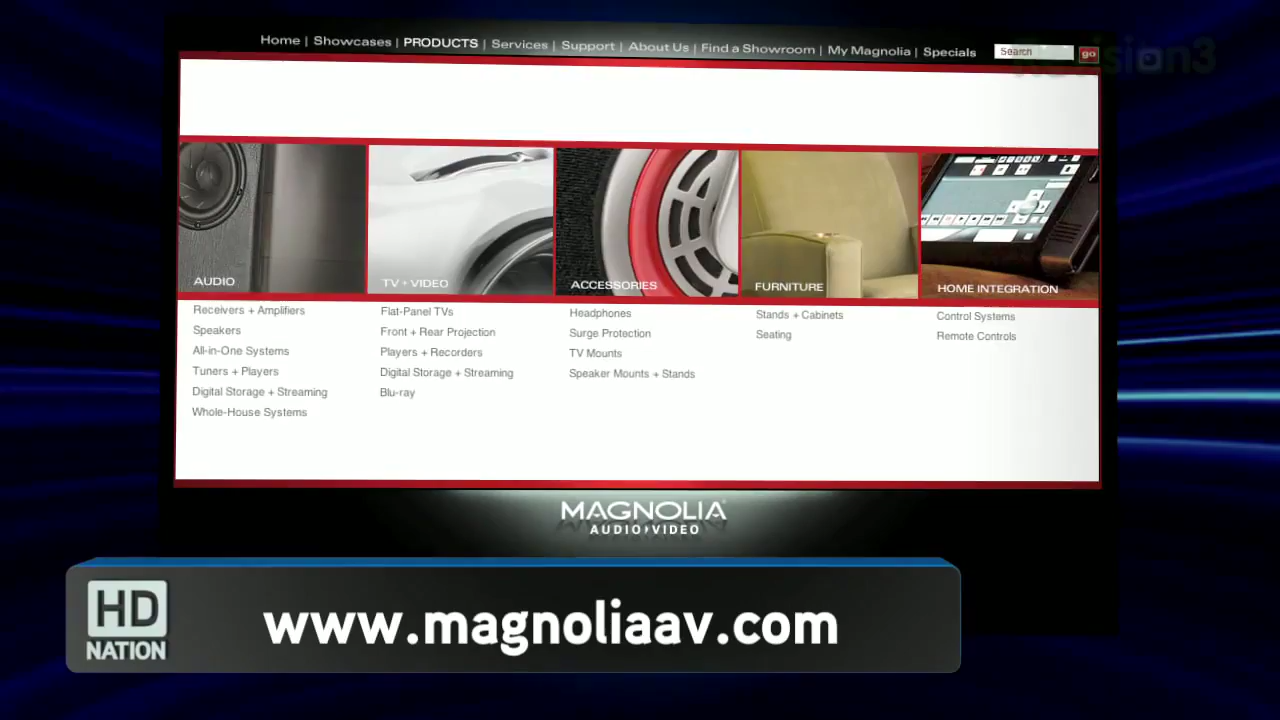 Home | Showcases | PRODUCTS | Services | Support | About Us | Find a Showroom | My Magnolia | Specials
Search
go
Revision3
AUDIO
TV + VIDEO
ACCESSORIES
FURNITURE
HOME INTEGRATION
Receivers + Amplifiers
Speakers
All-in-One Systems
Tuners + Players
Digital Storage + Streaming
Whole-House Systems
Flat-Panel TVs
Front + Rear Projection
Players + Recorders
Digital Storage + Streaming
Blu-ray
Headphones
Surge Protection
TV Mounts
Speaker Mounts + Stands
Stands + Cabinets
Seating
Control Systems
Remote Controls
MAGNOLIA
AUDIO VIDEO
HD
NATION
www.magnoliaav.com